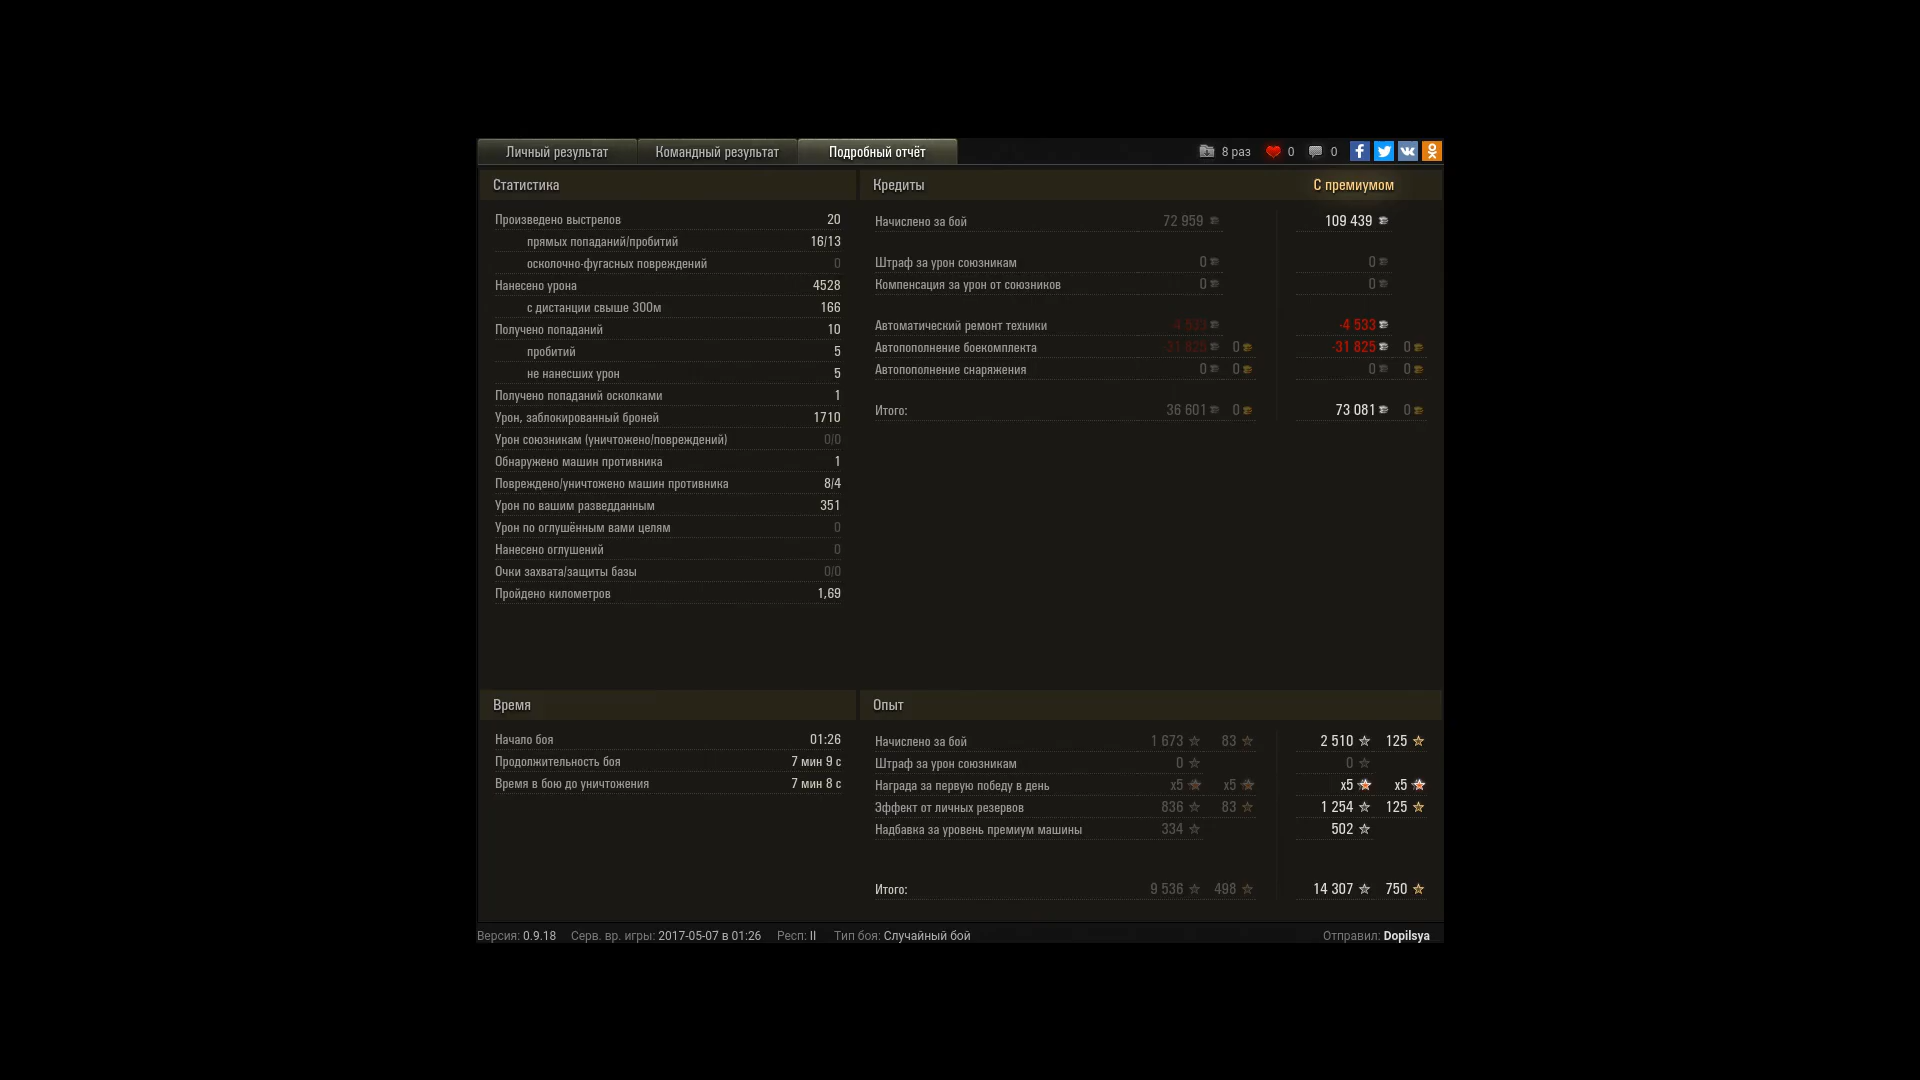 Личный результат Командный результат Подробный отчёт 8 раз 0 0
Статистика
Произведено выстрелов 20
прямых попаданий/пробитий 16/13
осколочно-фугасных повреждений 0
Нанесено урона 4528
с дистанции свыше 300м 166
Получено попаданий 10
пробитий 5
не нанесших урон 5
Получено попаданий осколками 1
Урон, заблокированный броней 1710
Урон союзникам (уничтожено/повреждений) 0/0
Обнаружено машин противника 1
Повреждено/уничтожено машин противника 8/4
Урон по вашим разведданным 351
Урон по оглушённым вами целям 0
Нанесено оглушений 0
Очки захвата/защиты базы 0/0
Пройдено километров 1,69
Кредиты С премиумом
Начислено за бой 72 959 109 439
Штраф за урон союзникам 0 0
Компенсация за урон от союзников 0 0
Автоматический ремонт техники -4 533 -4 533
Автопополнение боекомплекта -31 825 0 -31 825 0
Автопополнение снаряжения 0 0 0 0
Итого: 36 601 0 73 081 0
Время
Начало боя 01:26
Продолжительность боя 7 мин 9 с
Время в бою до уничтожения 7 мин 8 с
Опыт
Начислено за бой 1 673 83 2 510 125
Штраф за урон союзникам 0 0
Награда за первую победу в день x5 x5 x5 x5
Эффект от личных резервов 836 83 1 254 125
Надбавка за уровень премиум машины 334 502
Итого: 9 536 498 14 307 750
Версия: 0.9.18 Серв. вр. игры: 2017-05-07 в 01:26 Респ: II Тип боя: Случайный бой Отправил: Dopilsya